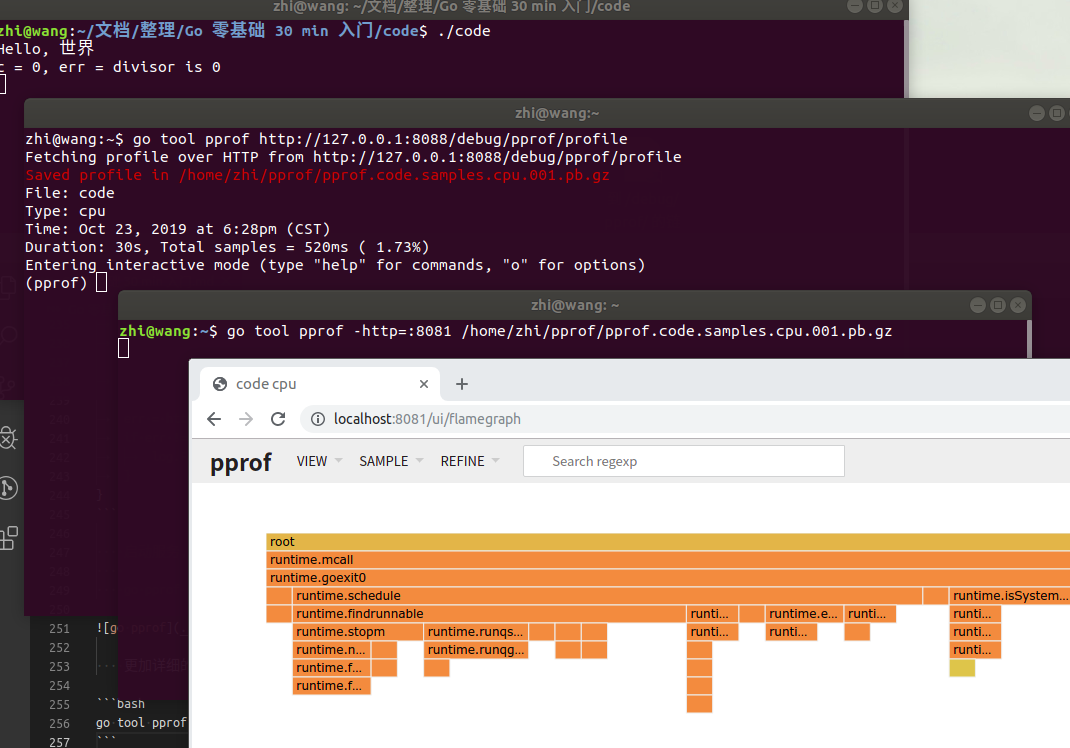 zhi@wang: ~/文档/整理/Go 零基础 30 min 入门/code
zhi@wang:~/文档/整理/Go 零基础 30 min 入门/code$ ./code
Hello, 世界
= 0, err = divisor is 0
zhi@wang:~
zhi@wang:~$ go tool pprof http://127.0.0.1:8088/debug/pprof/profile
Fetching profile over HTTP from http://127.0.0.1:8088/debug/pprof/profile
Saved profile in /home/zhi/pprof/pprof.code.samples.cpu.001.pb.gz
File: code
Type: cpu
Time: Oct 23, 2019 at 6:28pm (CST)
Duration: 30s, Total samples = 520ms ( 1.73%)
Entering interactive mode (type "help" for commands, "o" for options)
(pprof)
zhi@wang: ~
zhi@wang:~$ go tool pprof -http=:8081 /home/zhi/pprof/pprof.code.samples.cpu.001.pb.gz
code cpu
localhost:8081/ui/flamegraph
pprof VIEW SAMPLE REFINE Search regexp
root
runtime.mcall
runtime.goexit0
runtime.schedule runtime.isSystem...
runtime.findrunnable runti... runtime.e... runti... runti...
runtime.stopm runtime.runqs... runti... runti... runti...
runtime.n... runtime.runqg... runti...
runtime.f...
runtime.f...
251 ![go pprof](
252
253 更加详细
254
255 ```bash
256 go tool pprof
257 ```